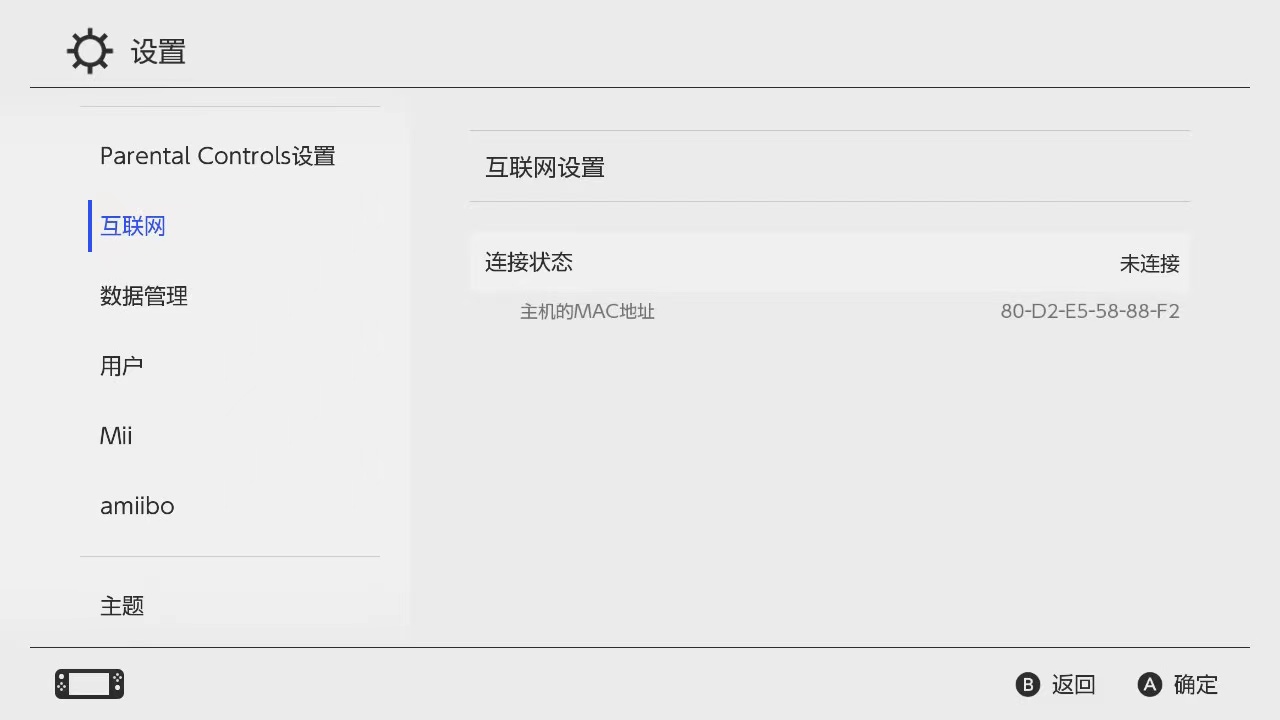 设置
Parental Controls设置
互联网
数据管理
用户
Mii
amiibo
主题
互联网设置
连接状态 未连接
主机的MAC地址 80-D2-E5-58-88-F2
B 返回 A 确定